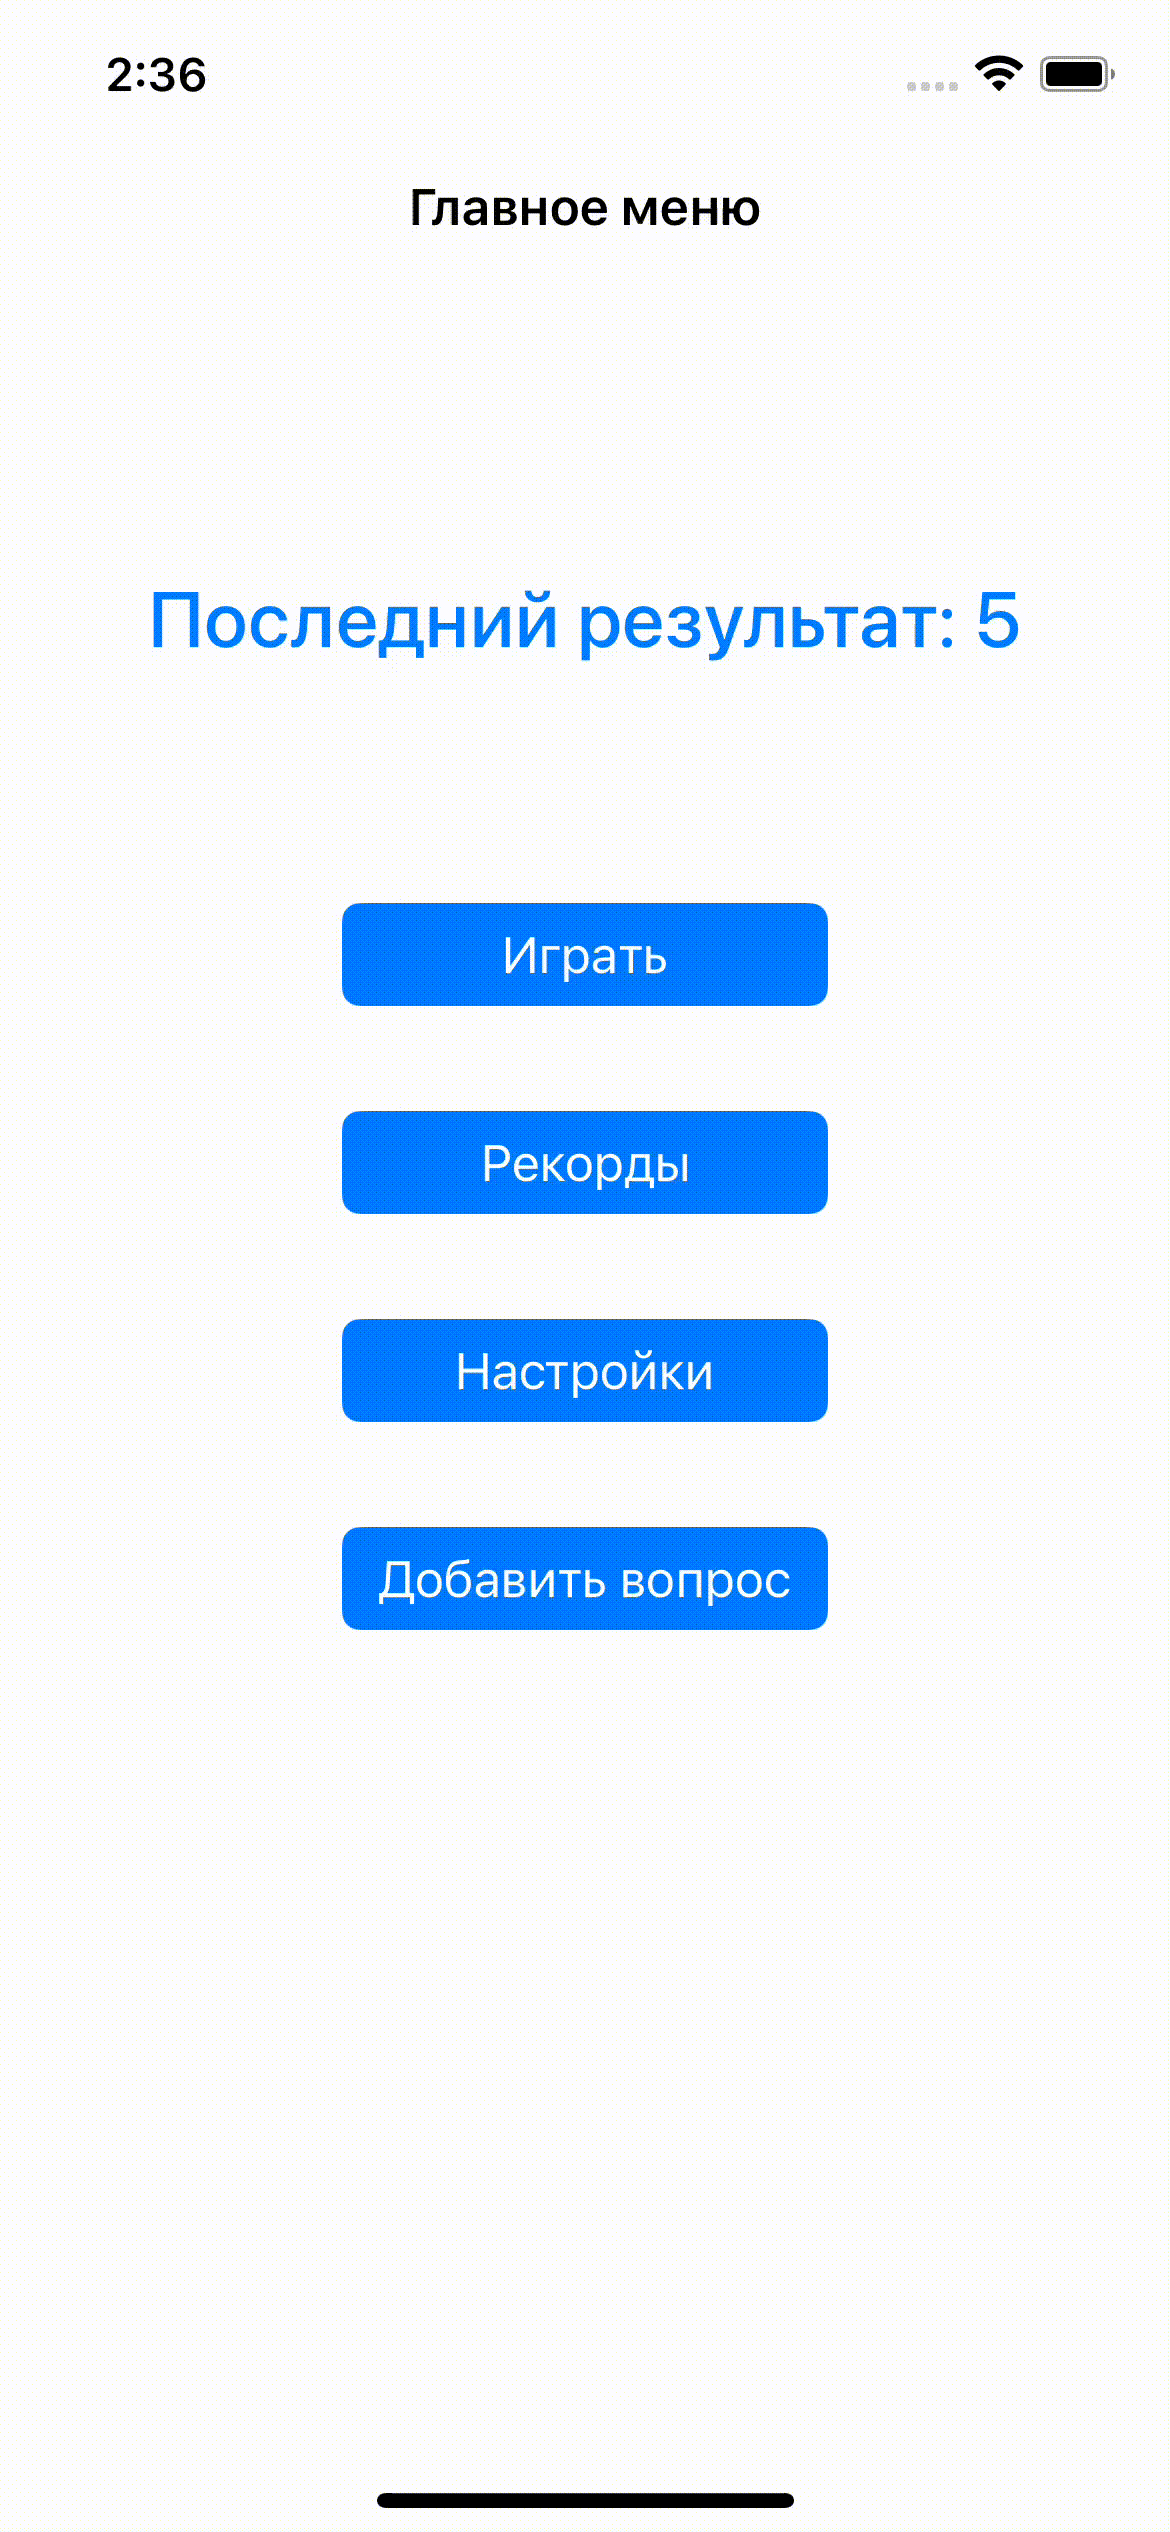 2:36
Главное меню
Последний результат: 5
Играть
Рекорды
Настройки
Добавить вопрос